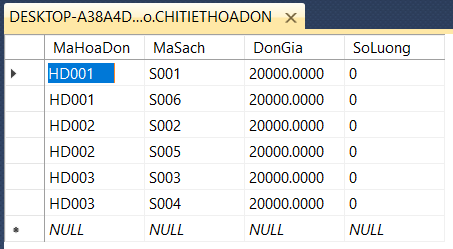 DESKTOP-A38A4D...o.CHITIETHOADON
MaHoaDon MaSach DonGia SoLuong
HD001 S001 20000.0000 0
HD001 S006 20000.0000 0
HD002 S002 20000.0000 0
HD002 S005 20000.0000 0
HD003 S003 20000.0000 0
HD003 S004 20000.0000 0
NULL NULL NULL NULL